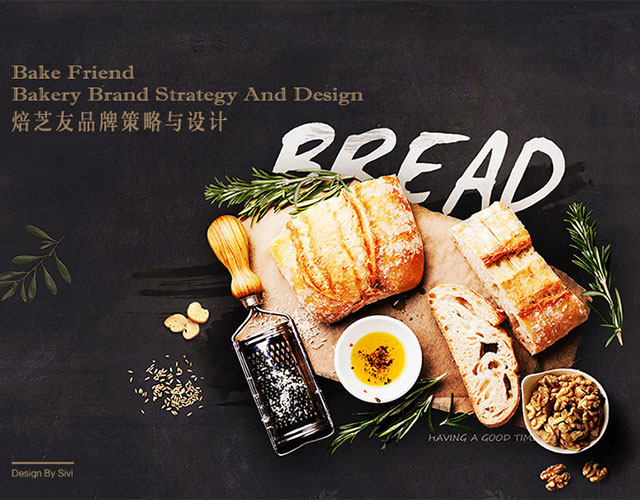 Bake Friend
Bakery Brand Strategy And Design
焙芝友品牌策略与设计
BREAD
HAVING A GOOD TIM
Design By Sivi